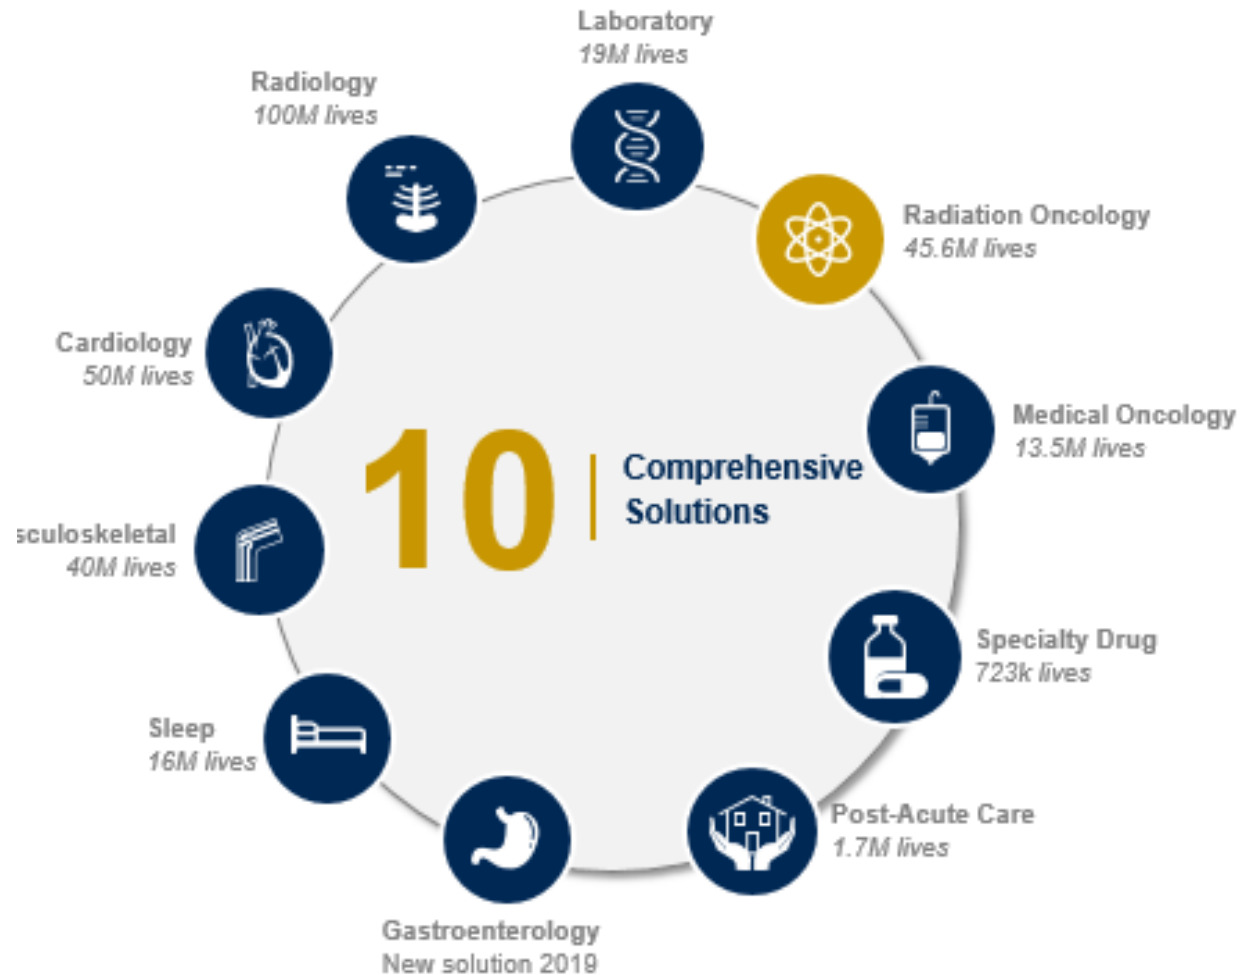 Laboratory
19M lives
Radiology
100M lives
Radiation Oncology
45.6M lives
Cardiology
50M lives
Medical Oncology
13.5M lives
10
Comprehensive
Solutions
sculoskeletal
40M lives
Specialty Drug
723k lives
Sleep
16M lives
Post-Acute Care
1.7M lives
Gastroenterology
New solution 2019